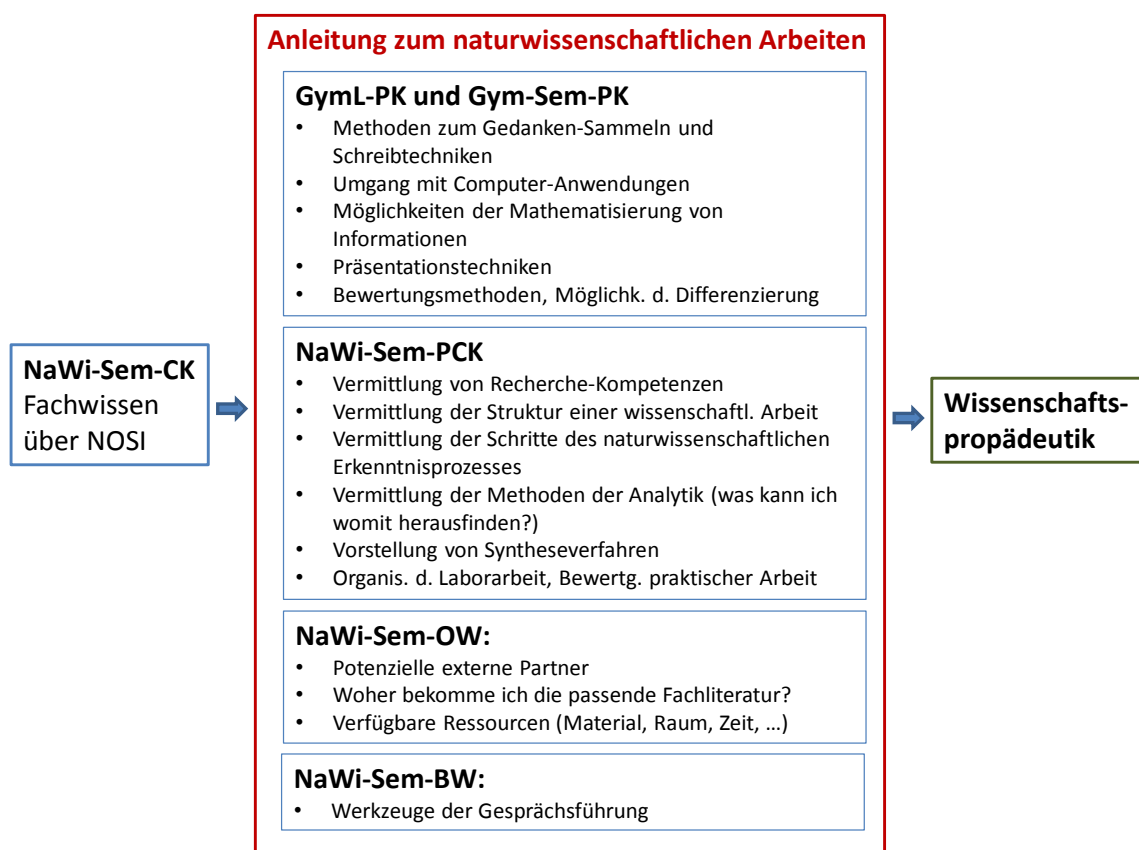 Anleitung zum naturwissenschaftlichen Arbeiten
GymL-PK und Gym-Sem-PK
• Methoden zum Gedanken-Sammeln und
Schreibtechniken
• Umgang mit Computer-Anwendungen
• Möglichkeiten der Mathematisierung von
Informationen
• Präsentationstechniken
• Bewertungsmethoden, Möglichk. d. Differenzierung
NaWi-Sem-CK
Fachwissen
über NOSI
NaWi-Sem-PCK
• Vermittlung von Recherche-Kompetenzen
• Vermittlung der Struktur einer wissenschaftl. Arbeit
• Vermittlung der Schritte des naturwissenschaftlichen
Erkenntnisprozesses
• Vermittlung der Methoden der Analytik (was kann ich
womit herausfinden?)
• Vorstellung von Syntheseverfahren
• Organis. d. Laborarbeit, Bewertg. praktischer Arbeit
Wissenschafts-
propädeutik
NaWi-Sem-OW:
• Potenzielle externe Partner
• Woher bekomme ich die passende Fachliteratur?
• Verfügbare Ressourcen (Material, Raum, Zeit, …)
NaWi-Sem-BW:
• Werkzeuge der Gesprächsführung